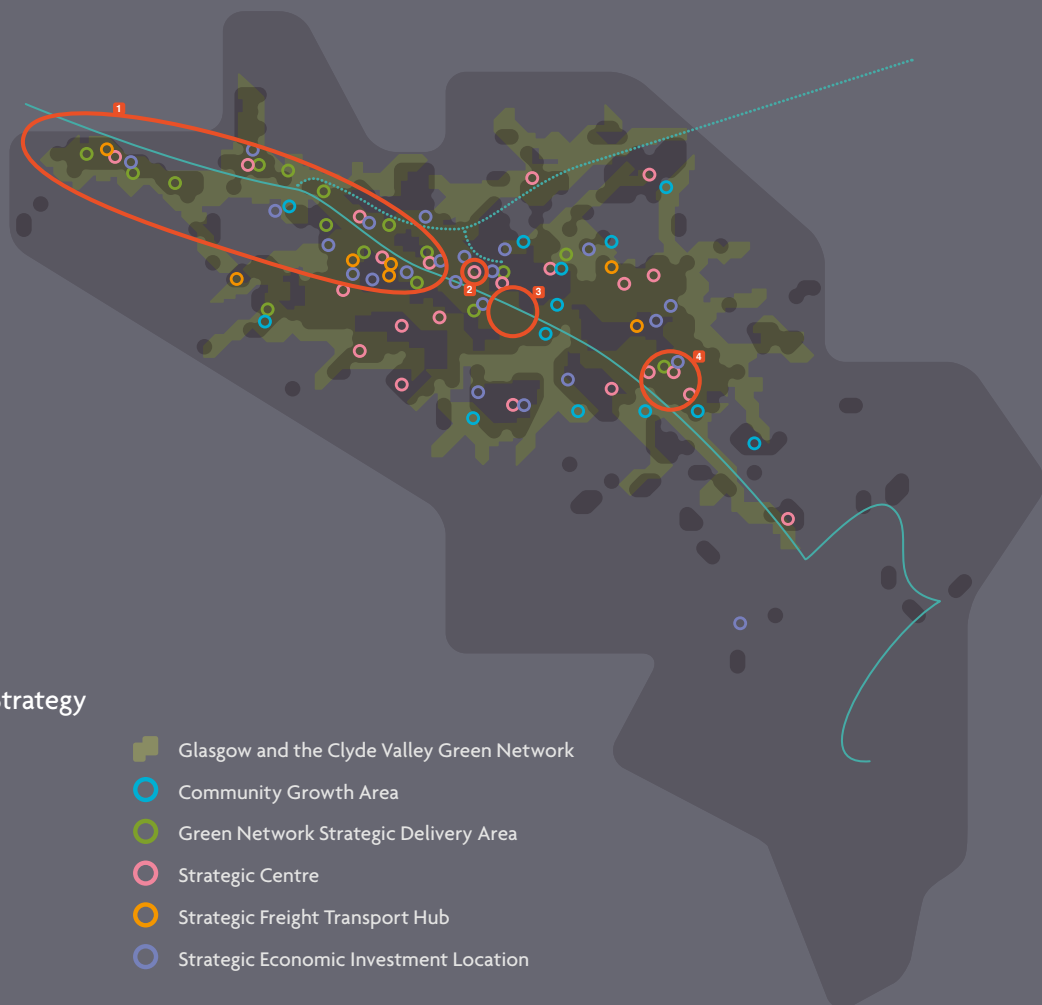 1
2
3
4
Strategy
Glasgow and the Clyde Valley Green Network
Community Growth Area
Green Network Strategic Delivery Area
Strategic Centre
Strategic Freight Transport Hub
Strategic Economic Investment Location